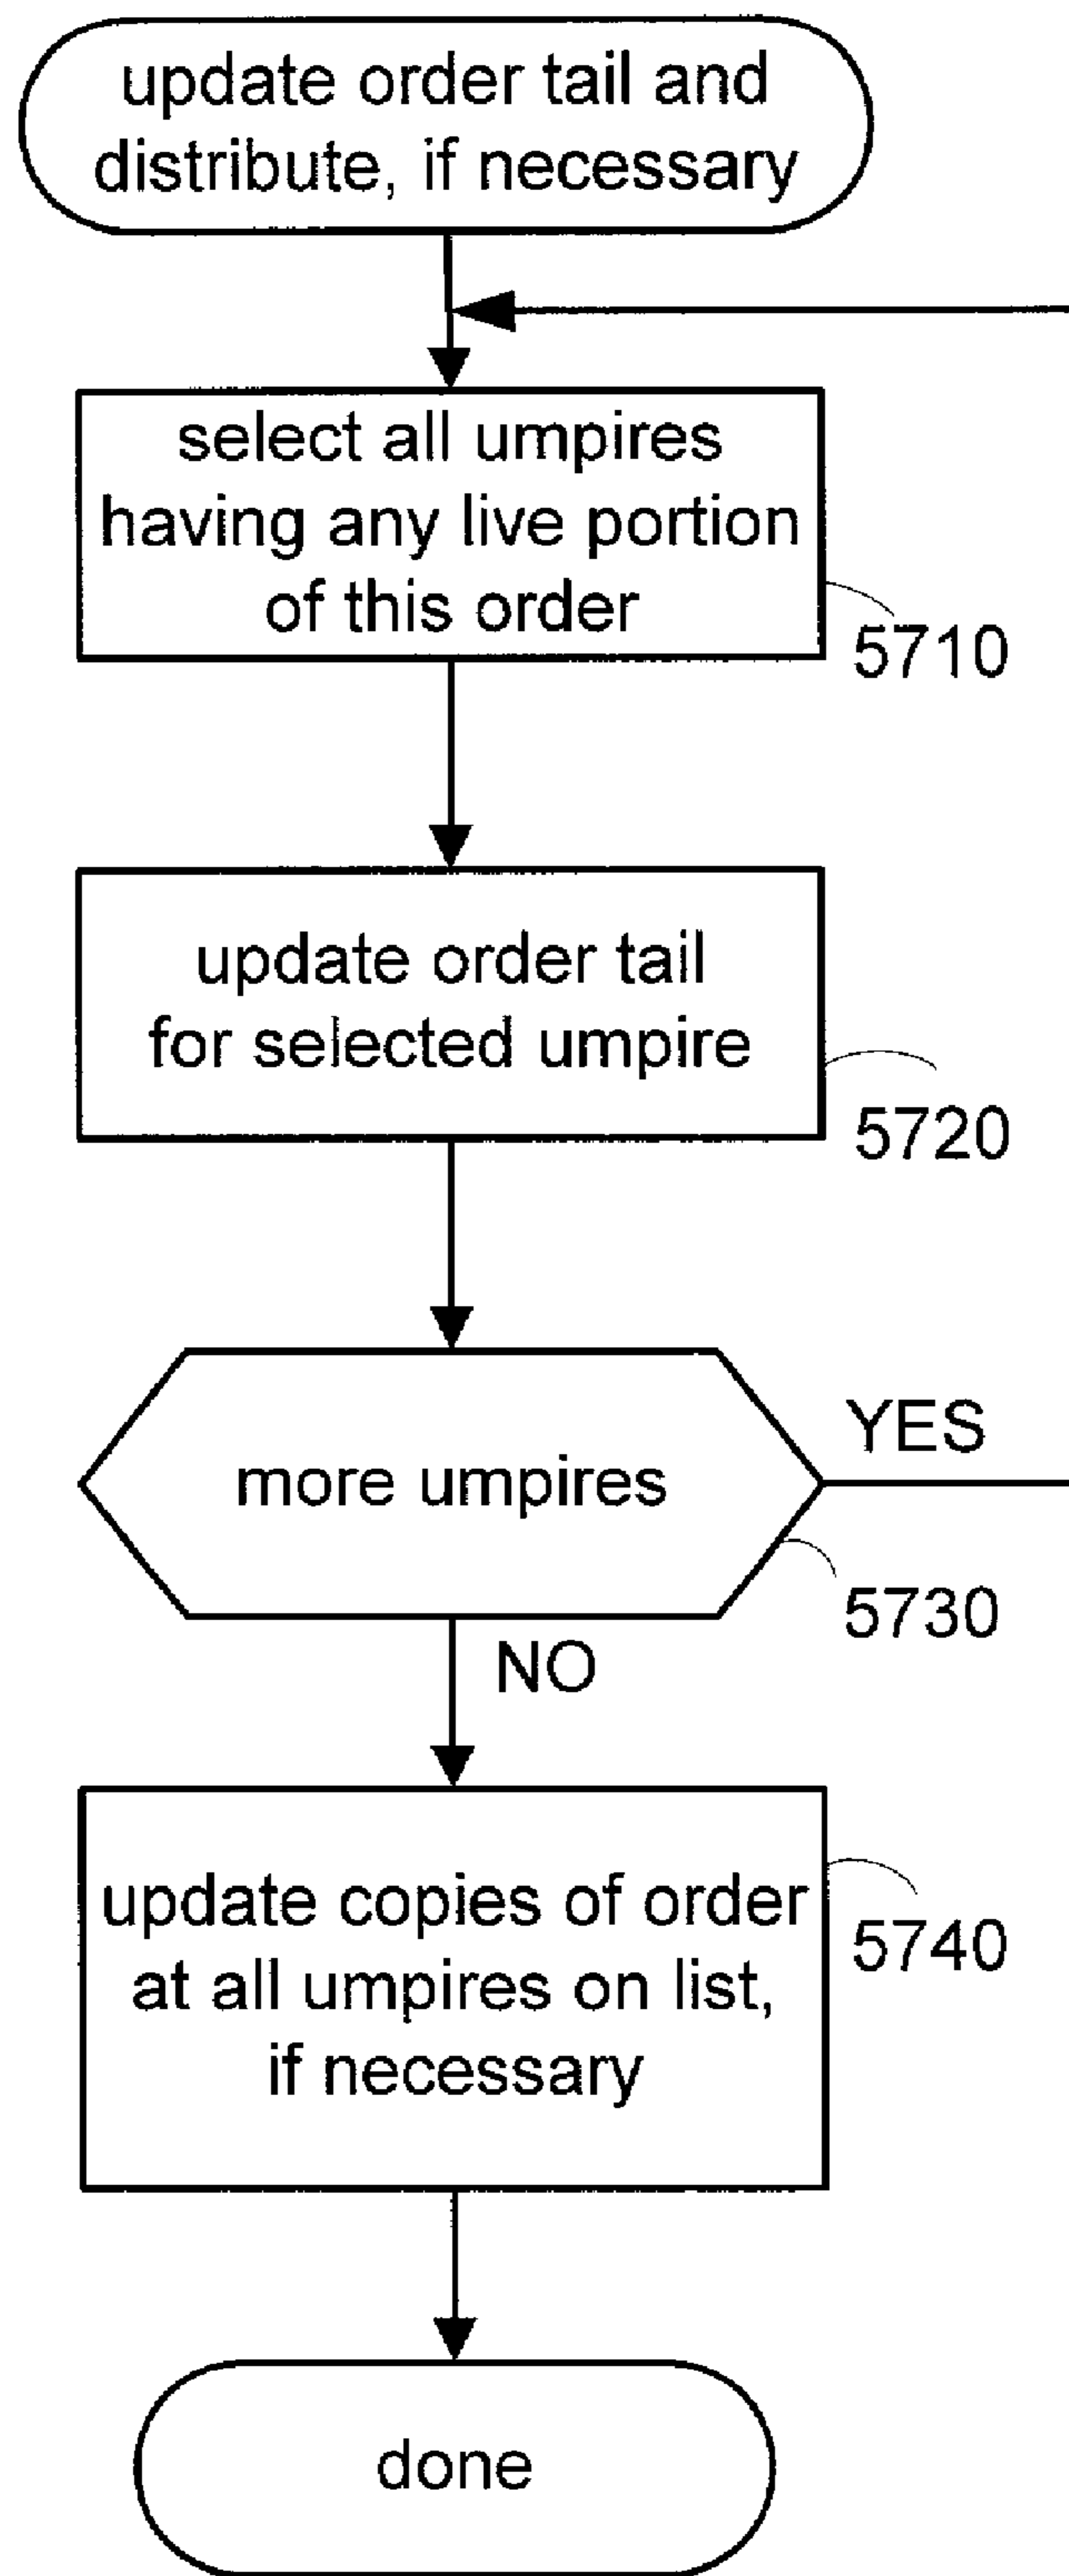 update order tail and
distribute, if necessary
select all umpires
having any live portion
of this order
5710
update order tail
for selected umpire
5720
more umpires
YES
5730
NO
update copies of order
at all umpires on list,
if necessary
5740
done